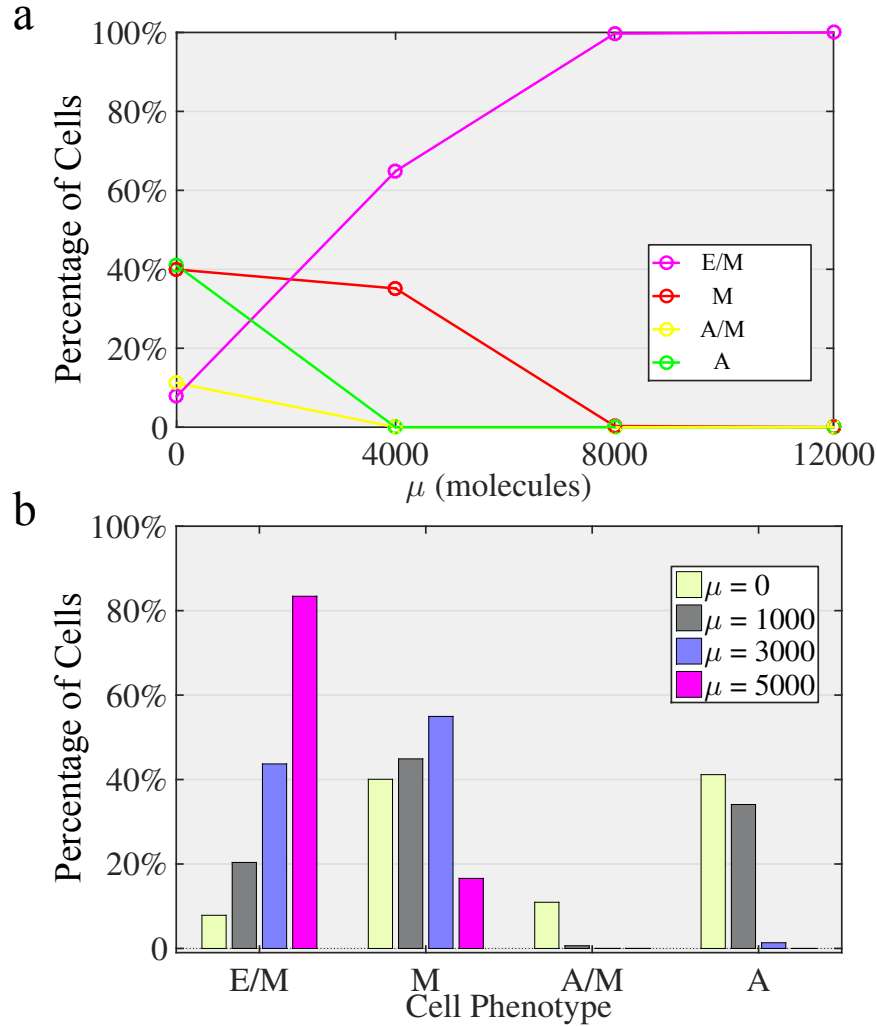 a
Percentage of Cells
100%
80%
60%
40%
20%
0
E/M
M
A/M
A
0 4000 8000 12000
μ (molecules)
b
Percentage of Cells
100%
80%
60%
40%
20%
0
μ = 0
μ = 1000
μ = 3000
μ = 5000
E/M M A/M A
Cell Phenotype